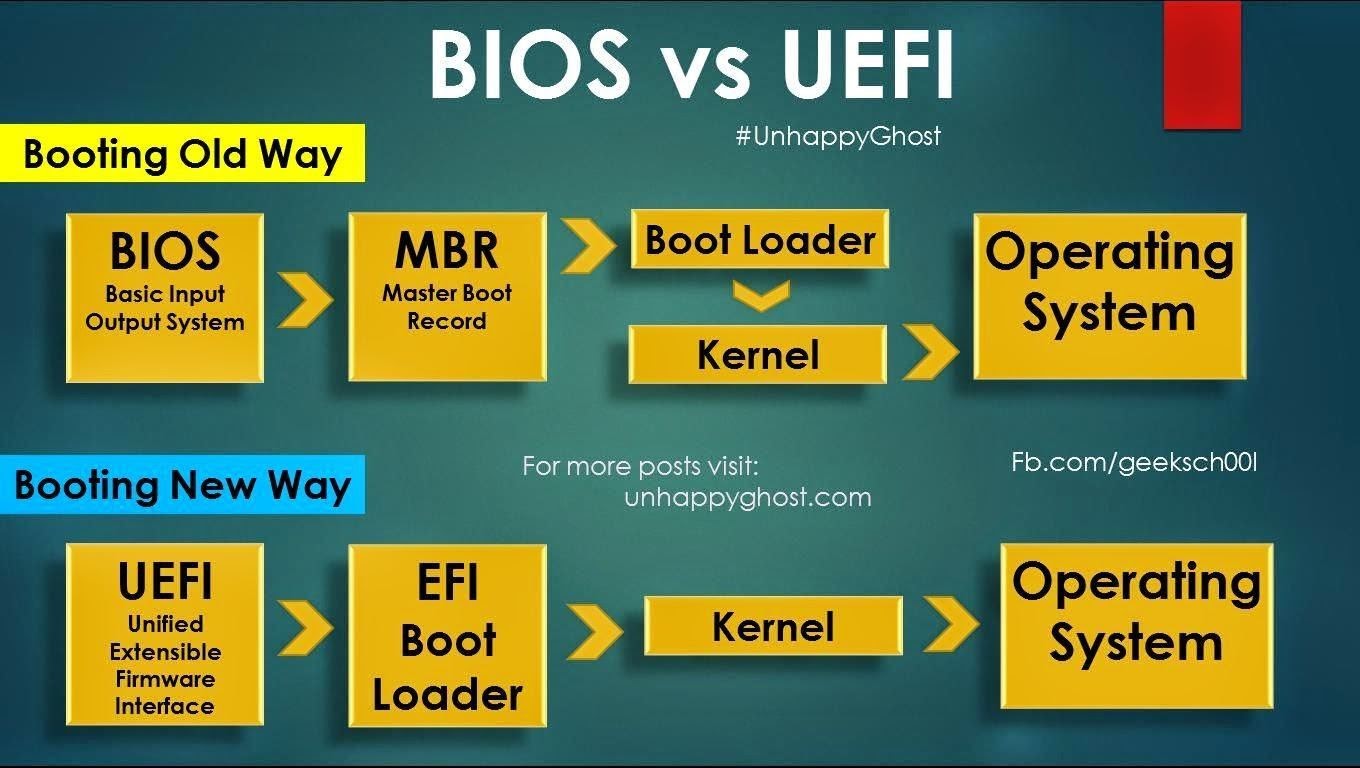 BIOS vs UEFI
#UnhappyGhost
Booting Old Way
BIOS
Basic Input
Output System
MBR
Master Boot
Record
Boot Loader
Kernel
Operating
System
Booting New Way
For more posts visit:
unhappyghost.com
Fb.com/geeksch00l
UEFI
Unified
Extensible
Firmware
Interface
EFI
Boot
Loader
Kernel
Operating
System